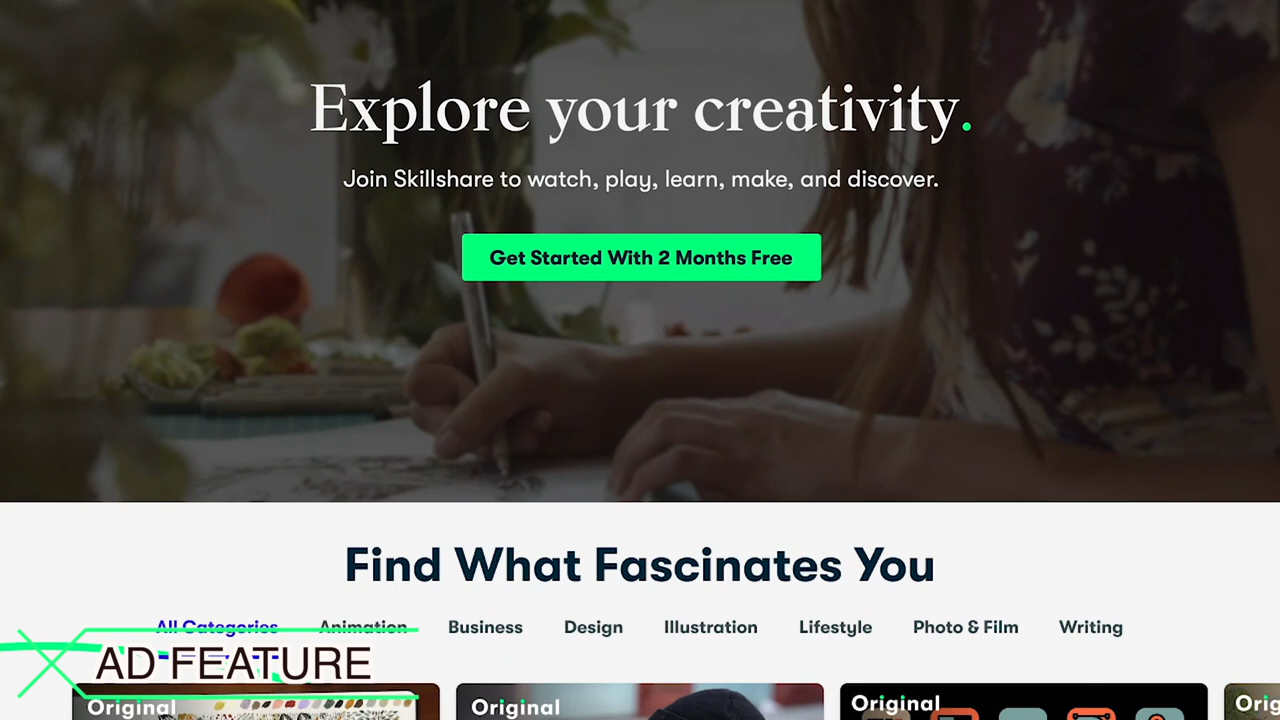 Explore your creativity.
Join Skillshare to watch, play, learn, make, and discover.
Get Started With 2 Months Free
Find What Fascinates You
All Categories Animation Business Design Illustration Lifestyle Photo & Film Writing
AD FEATURE
Original Original Original